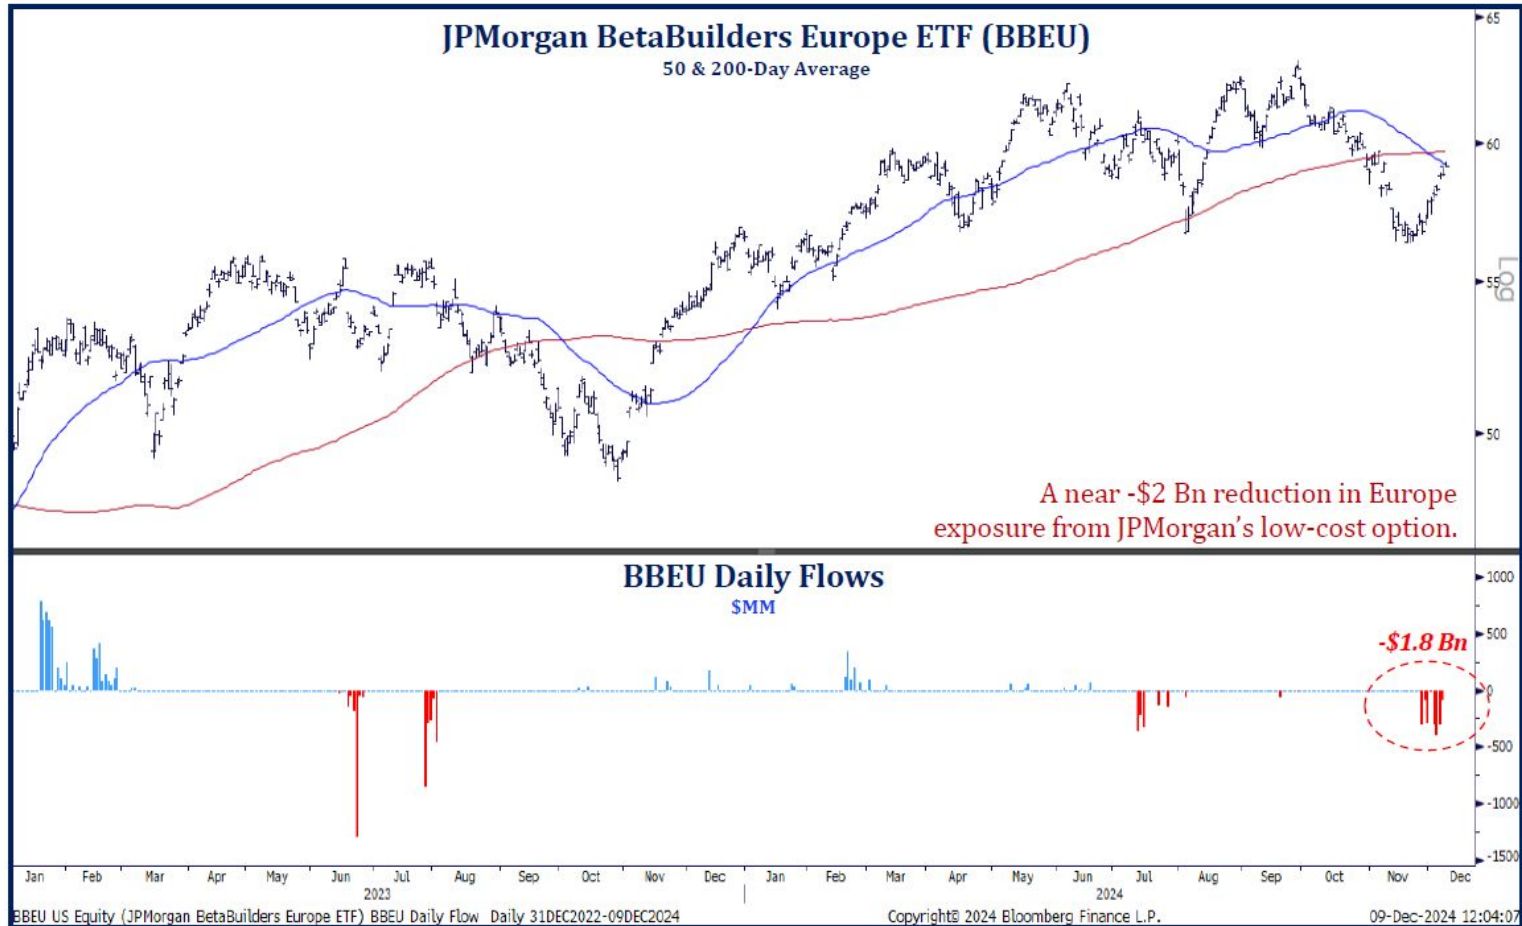 JPMorgan BetaBuilders Europe ETF (BBEU)
50 & 200-Day Average
65
60
55
50
Log
A near -$2 Bn reduction in Europe
exposure from JPMorgan's low-cost option.
BBEU Daily Flows
$MM
-$1.8 Bn
1000
500
0
-500
-1000
-1500
Jan Feb Mar Apr May Jun Jul Aug Sep Oct Nov Dec Jan Feb Mar Apr May Jun Jul Aug Sep Oct Nov Dec
2023 2024
BBEU US Equity (JPMorgan BetaBuilders Europe ETF) BBEU Daily Flow Daily 31DEC2022-09DEC2024 Copyright© 2024 Bloomberg Finance L.P. 09-Dec-2024 12:04:07